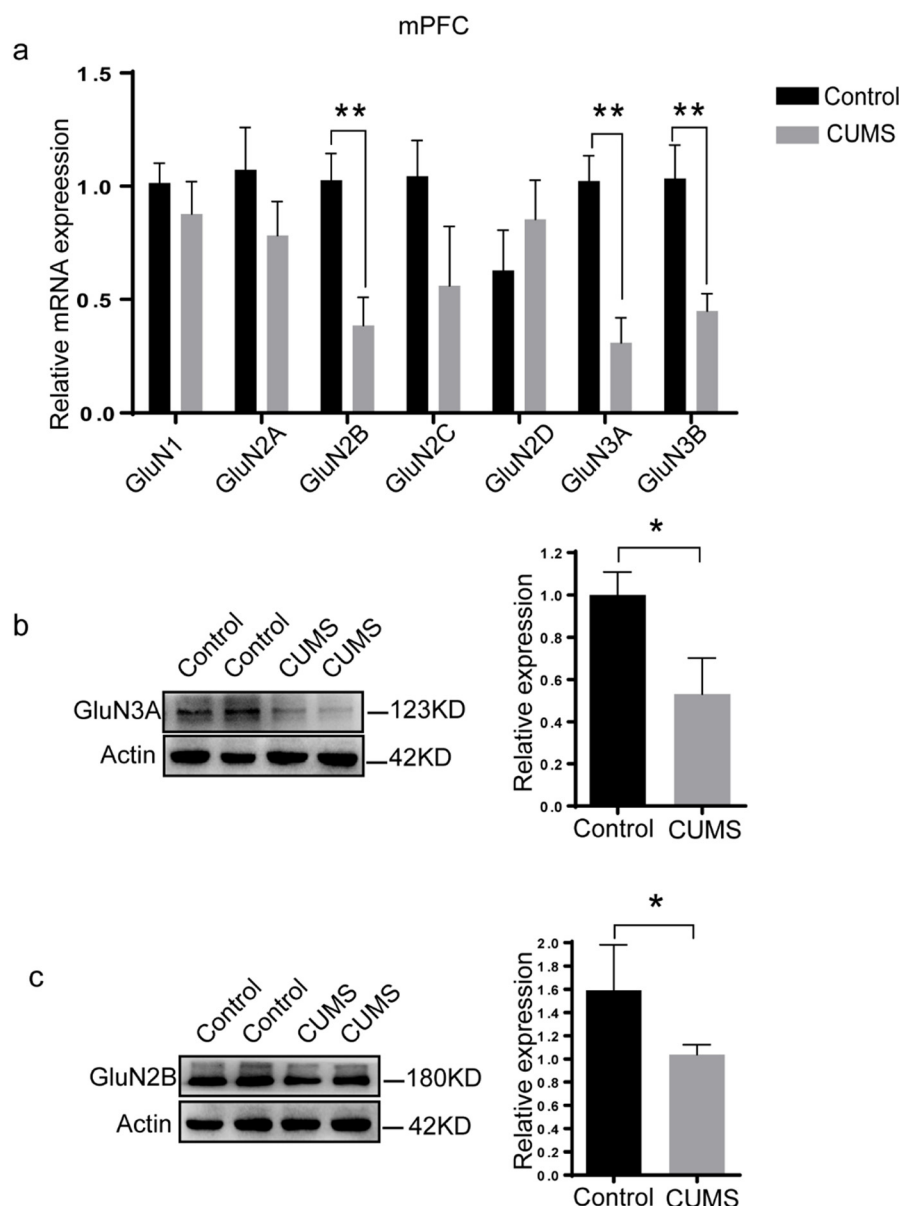 mPFC
a
Relative mRNA expreession
1.5
1.0
0.5
0.0
** ** **
Control
CUMS
GluN1 GluN2A GluN2B GluN2C GluN2D GluN3A GluN3B
b
Control Control CUMS CUMS
GluN3A 123KD
Actin 42KD
*
Relative expression
1.2
1.0
0.8
0.6
0.4
0.2
0.0
Control CUMS
c
Control Control CUMS CUMS
GluN2B 180KD
Actin 42KD
*
Relative expression
2.0
1.8
1.6
1.4
1.2
1.0
0.8
0.6
0.4
0.2
0.0
Control CUMS